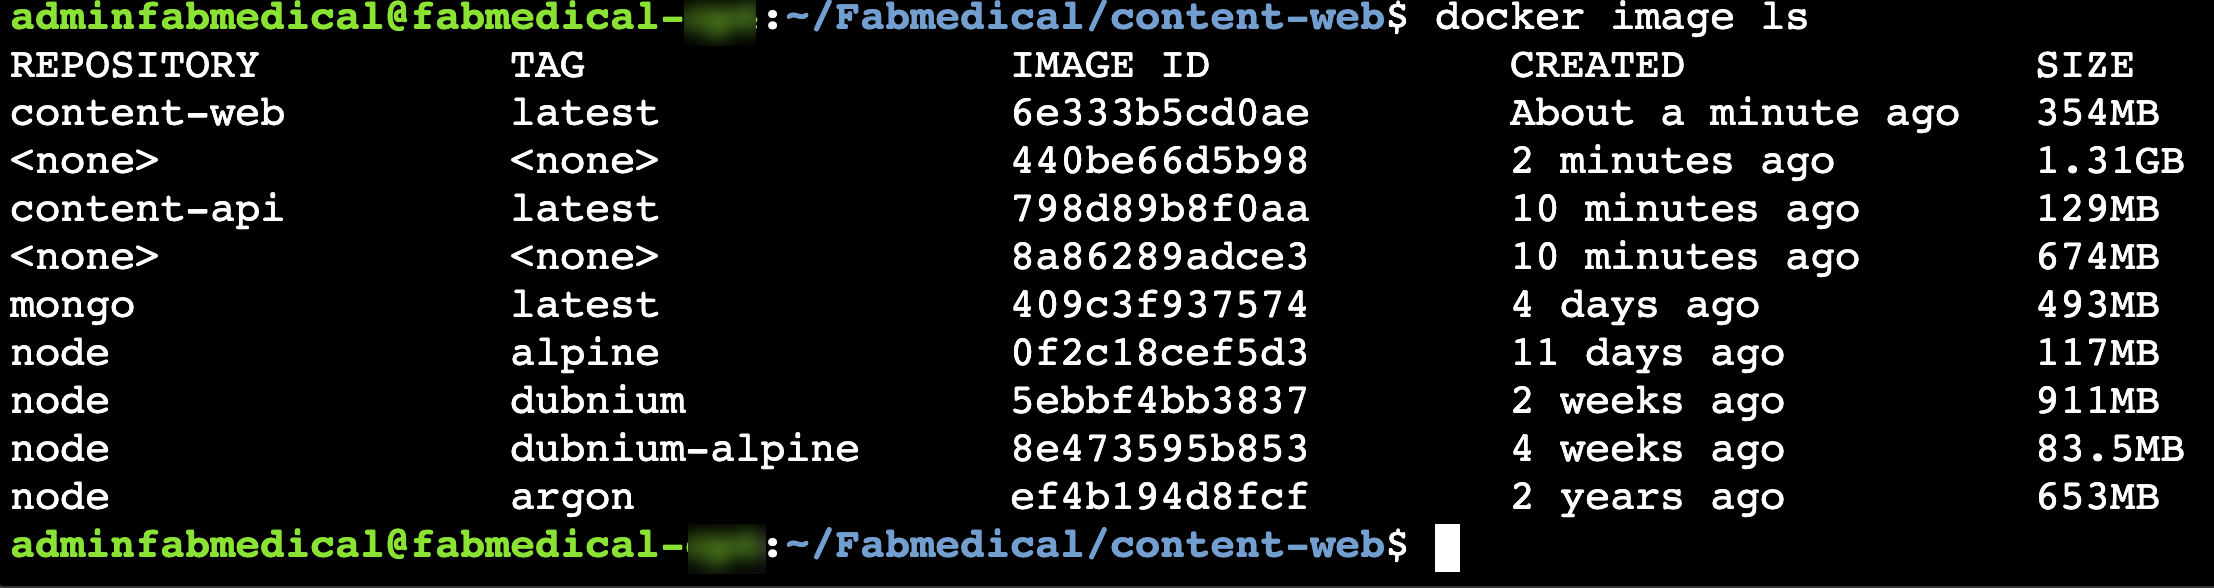 adminfabmedical@fabmedical-:~/Fabmedical/content-web$ docker image ls
REPOSITORY TAG IMAGE ID CREATED SIZE
content-web latest 6e333b5cd0ae About a minute ago 354MB
<none> <none> 440be66d5b98 2 minutes ago 1.31GB
content-api latest 798d89b8f0aa 10 minutes ago 129MB
<none> <none> 8a86289adce3 10 minutes ago 674MB
mongo latest 409c3f937574 4 days ago 493MB
node alpine 0f2c18cef5d3 11 days ago 117MB
node dubnium 5ebbf4bb3837 2 weeks ago 911MB
node dubnium-alpine 8e473595b853 4 weeks ago 83.5MB
node argon ef4b194d8fcf 2 years ago 653MB
adminfabmedical@fabmedical-:~/Fabmedical/content-web$